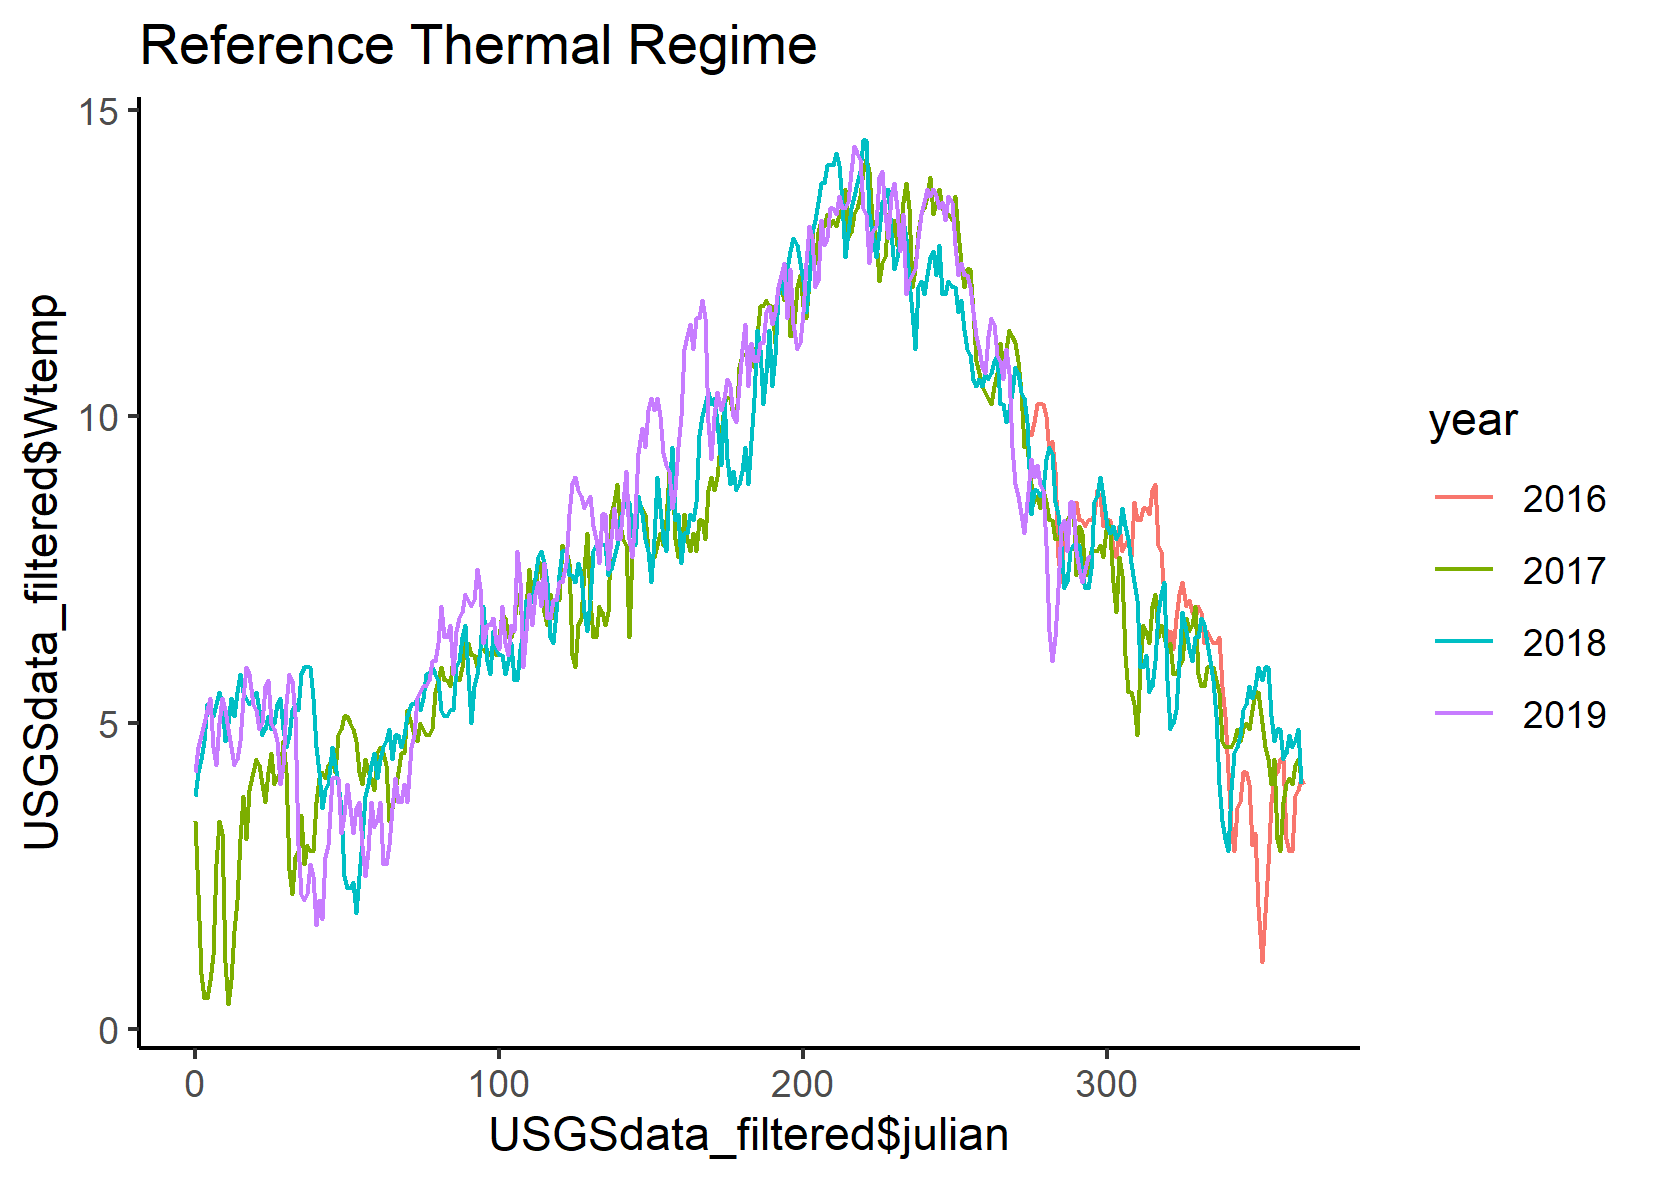 Reference Thermal Regime
15
10
5
0
USGSdata_filtered$Wtemp
0 100 200 300
USGSdata_filtered$julian
year
2016
2017
2018
2019